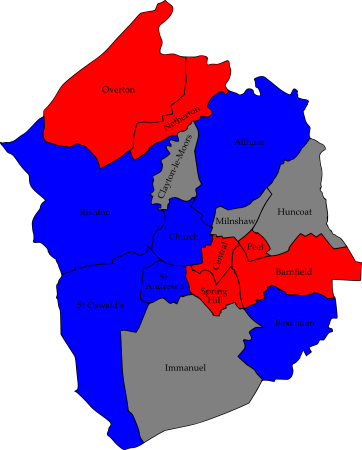 Overton
Netherton
Clayton-le-Moors
Altham
Rishton
Huncoat
Milnshaw
Church
Central
Peel
Barnfield
St.
Andrew's
St Oswald's
Spring
Hill
Baxenden
Immanuel